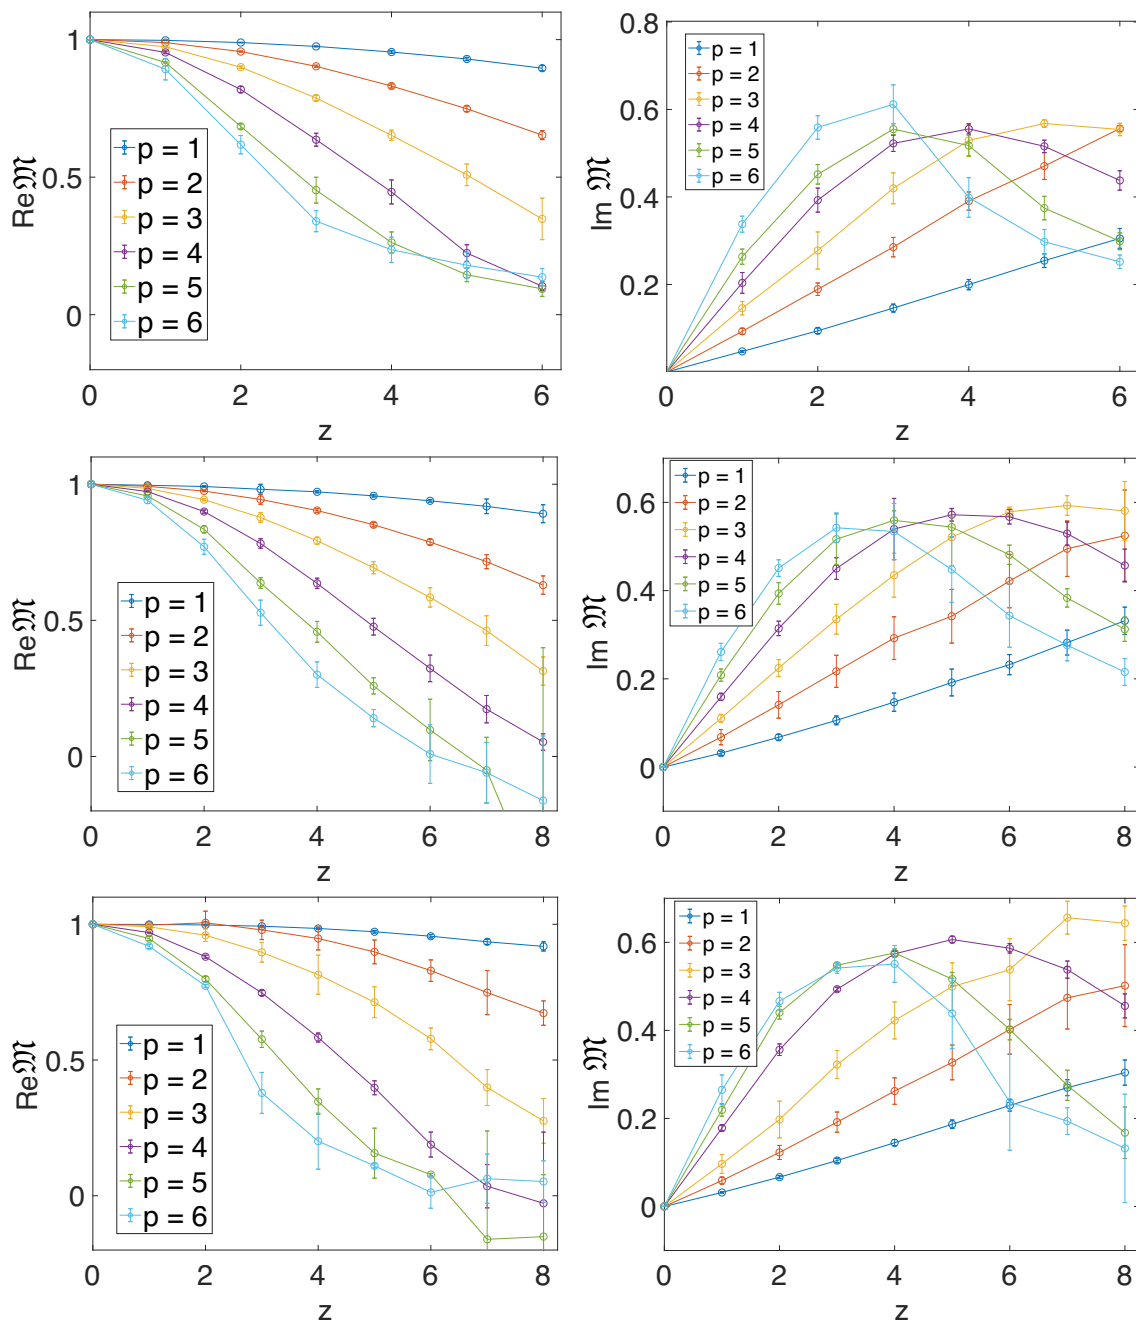 1
0.5
0
Re𝔐
p = 1
p = 2
p = 3
p = 4
p = 5
p = 6
0 2 4 6
z
0.8
0.6
0.4
0.2
Im 𝔐
p = 1
p = 2
p = 3
p = 4
p = 5
p = 6
0 2 4 6
z
1
0.5
0
Re𝔐
p = 1
p = 2
p = 3
p = 4
p = 5
p = 6
0 2 4 6 8
z
0.6
0.4
0.2
0
Im 𝔐
p = 1
p = 2
p = 3
p = 4
p = 5
p = 6
0 2 4 6 8
z
1
0.5
0
Re𝔐
p = 1
p = 2
p = 3
p = 4
p = 5
p = 6
0 2 4 6 8
z
0.6
0.4
0.2
0
Im 𝔐
p = 1
p = 2
p = 3
p = 4
p = 5
p = 6
0 2 4 6 8
z